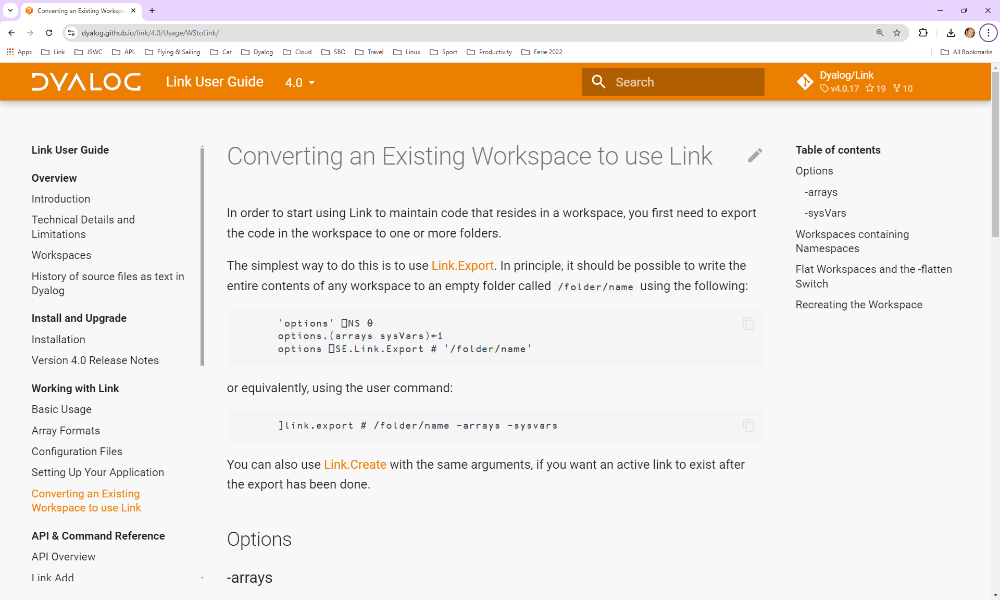 Converting an Existing Workspa
dyalog.github.io/link/4.0/Usage/WStoLink/
Apps Link JSWC APL Flying & Sailing Car Dyalog Cloud SBO Travel Linux Sport Productivity Ferie 2022 All Bookmarks
DYALOG Link User Guide 4.0 Search Dyalog/Link
v4.0.17 19 10
Link User Guide
Overview
Introduction
Technical Details and
Limitations
Workspaces
History of source files as text in
Dyalog
Install and Upgrade
Installation
Version 4.0 Release Notes
Working with Link
Basic Usage
Array Formats
Configuration Files
Setting Up Your Application
Converting an Existing
Workspace to use Link
API & Command Reference
API Overview
Link.Add
Converting an Existing Workspace to use Link
In order to start using Link to maintain code that resides in a workspace, you first need to export
the code in the workspace to one or more folders.
The simplest way to do this is to use Link.Export. In principle, it should be possible to write the
entire contents of any workspace to an empty folder called /folder/name using the following:
'options' ⎕NS ⍬
options.(arrays sysVars)←1
options ⎕SE.Link.Export # '/folder/name'
or equivalently, using the user command:
]link.export # /folder/name -arrays -sysvars
You can also use Link.Create with the same arguments, if you want an active link to exist after
the export has been done.
Options
-arrays
Table of contents
Options
-arrays
-sysVars
Workspaces containing
Namespaces
Flat Workspaces and the -flatten
Switch
Recreating the Workspace